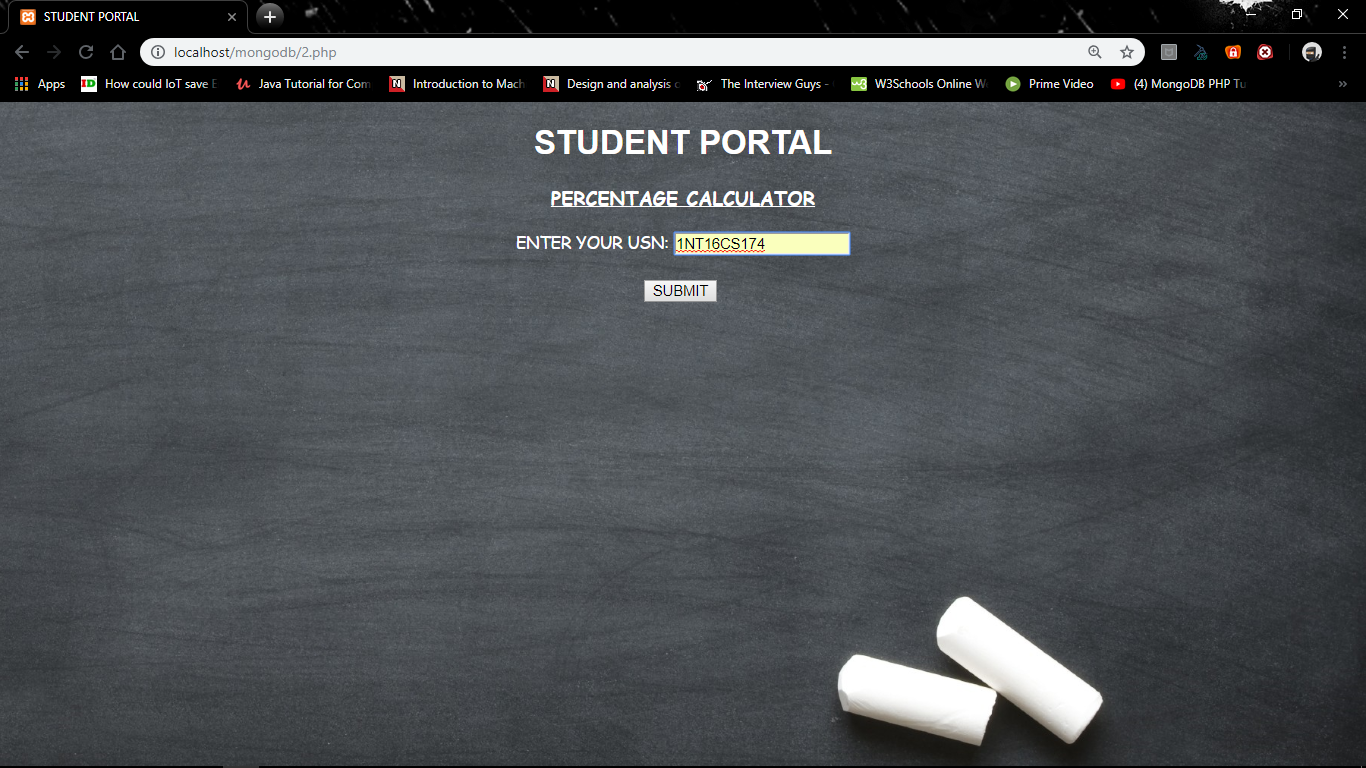 STUDENT PORTAL
localhost/mongodb/2.php
Apps How could IoT save Java Tutorial for Com Introduction to Mach Design and analysis The Interview Guys - W3Schools Online Prime Video (4) MongoDB PHP Tu »
STUDENT PORTAL
PERCENTAGE CALCULATOR
ENTER YOUR USN: 1NT16CS174
SUBMIT